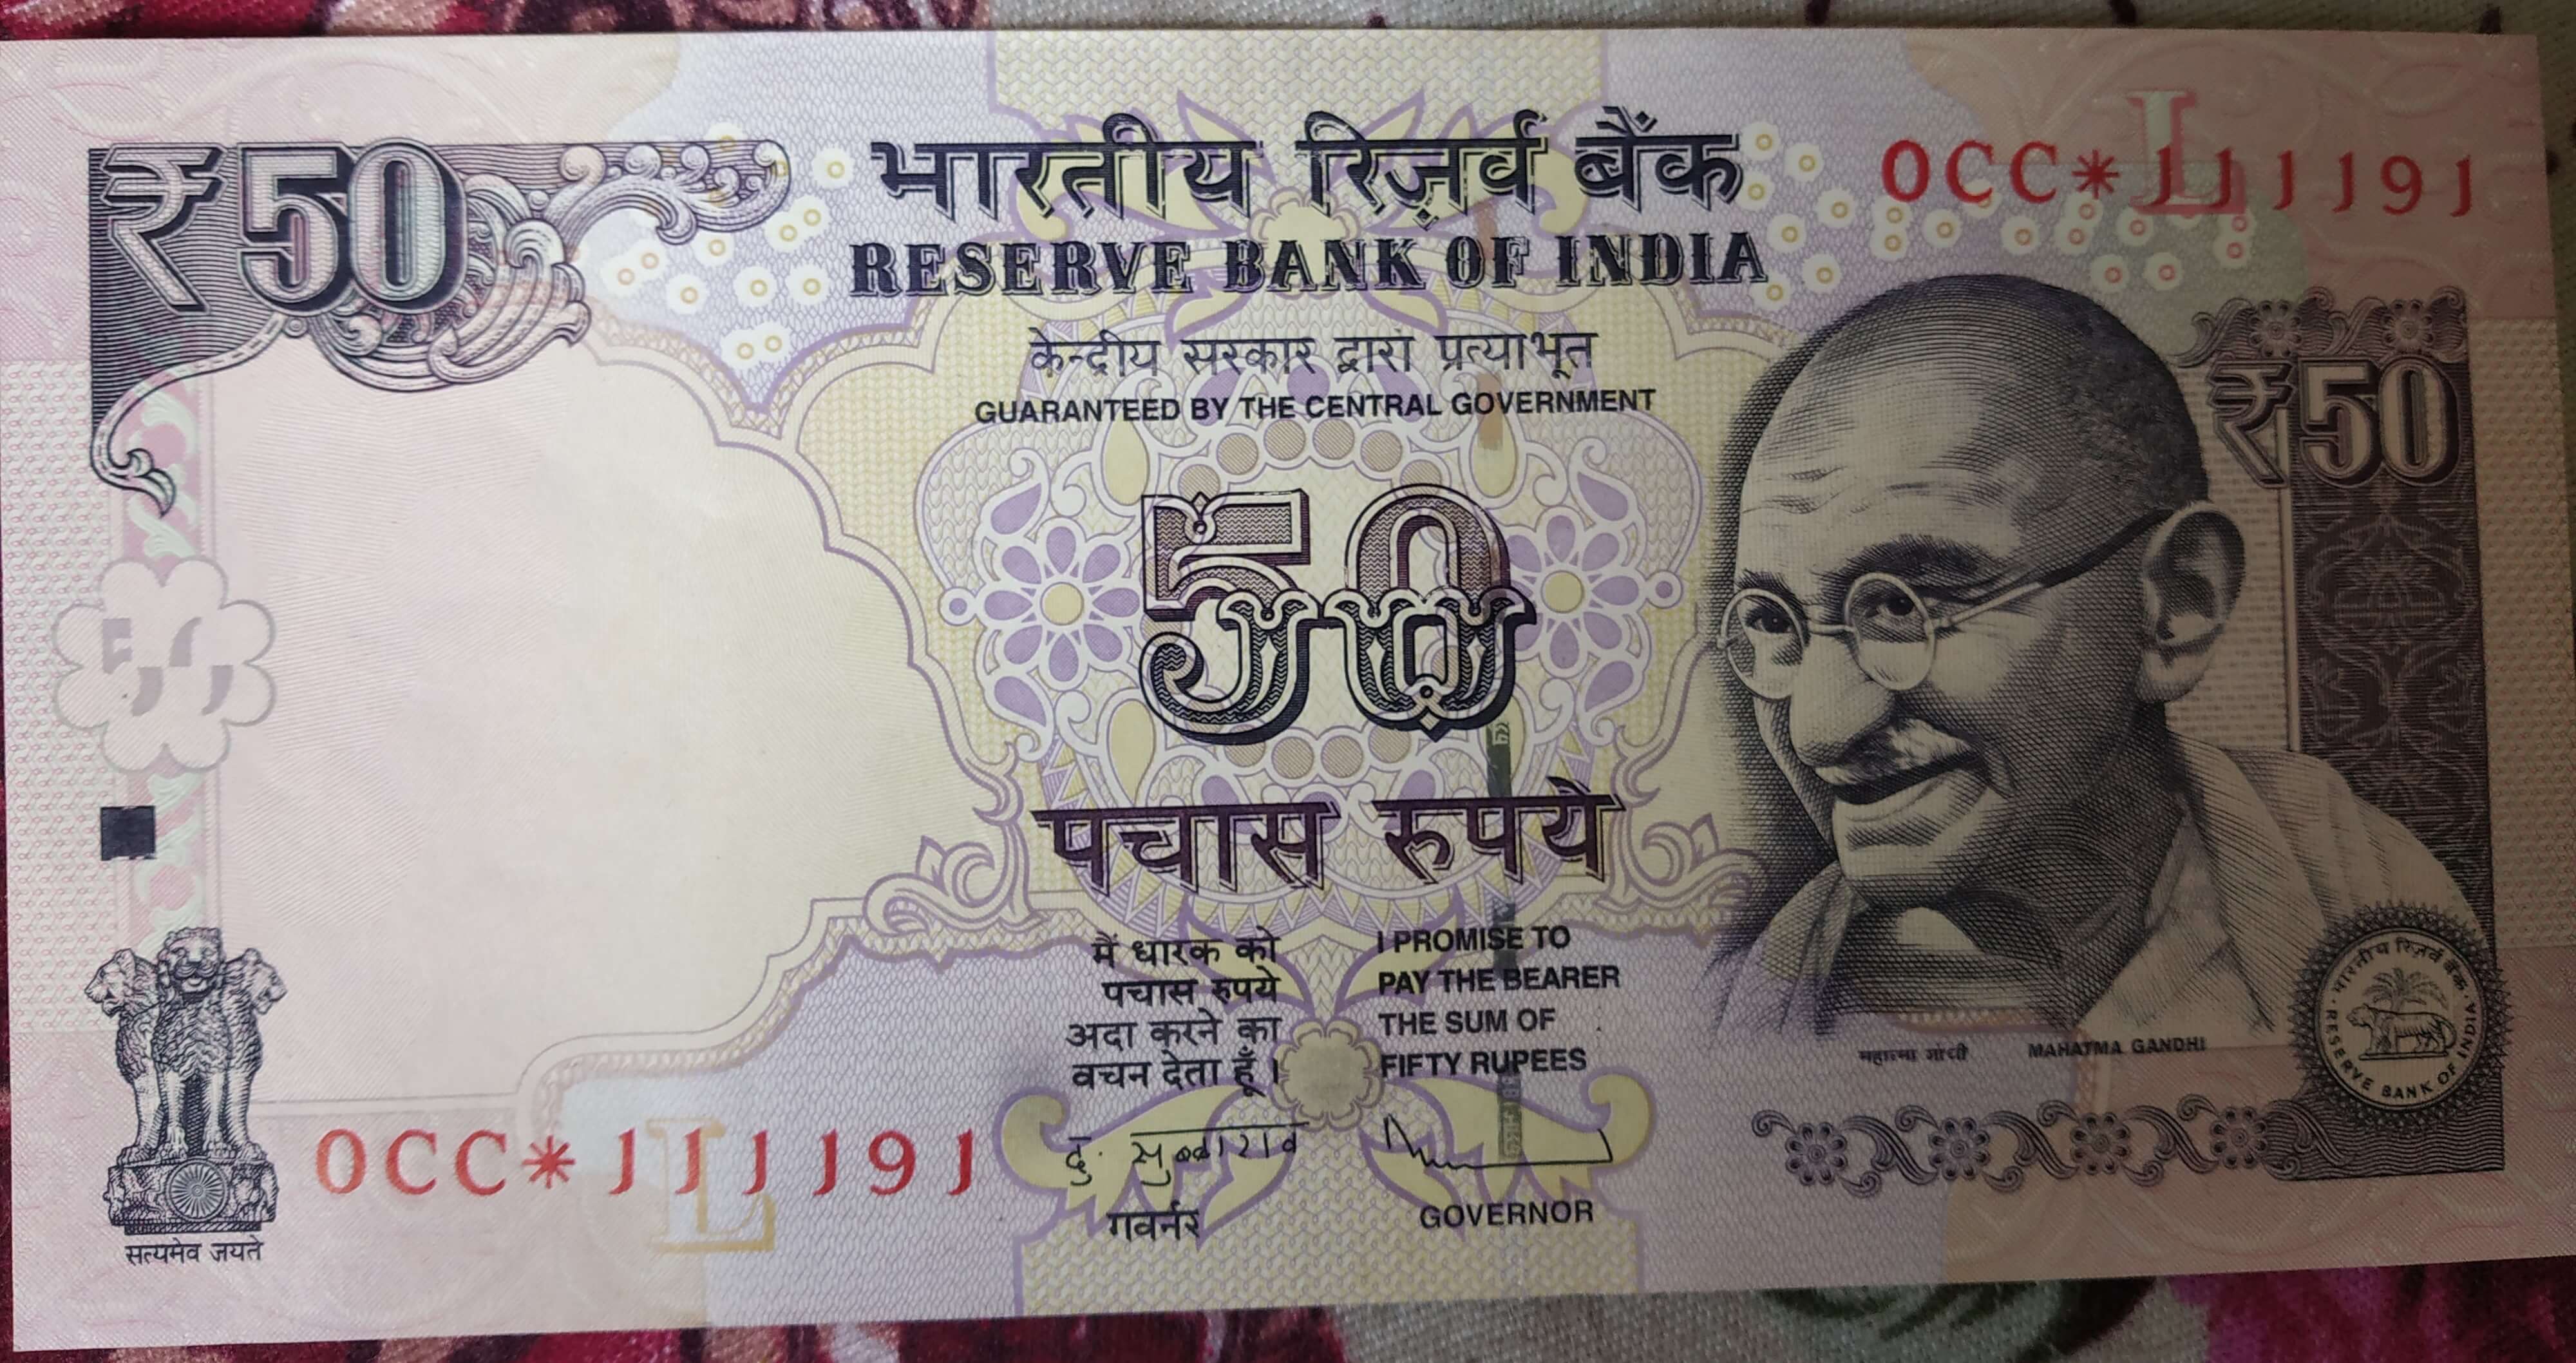 ₹50
भारतीय रिज़र्व बैंक
RESERVE BANK OF INDIA
0CC*111191
L
केन्द्रीय सरकार द्वारा प्रत्याभूत
GUARANTEED BY THE CENTRAL GOVERNMENT
₹50
50
पचास रुपये
मैं धारक को
पचास रुपये
अदा करने का
वचन देता हूँ।
I PROMISE TO
PAY THE BEARER
THE SUM OF
FIFTY RUPEES
महात्मा गांधी MAHATMA GANDHI
भारतीय रिज़र्व बैंक
RESERVE BANK OF INDIA
0CC*111191
L
दु. सुब्बाराव
गवर्नर
GOVERNOR
सत्यमेव जयते